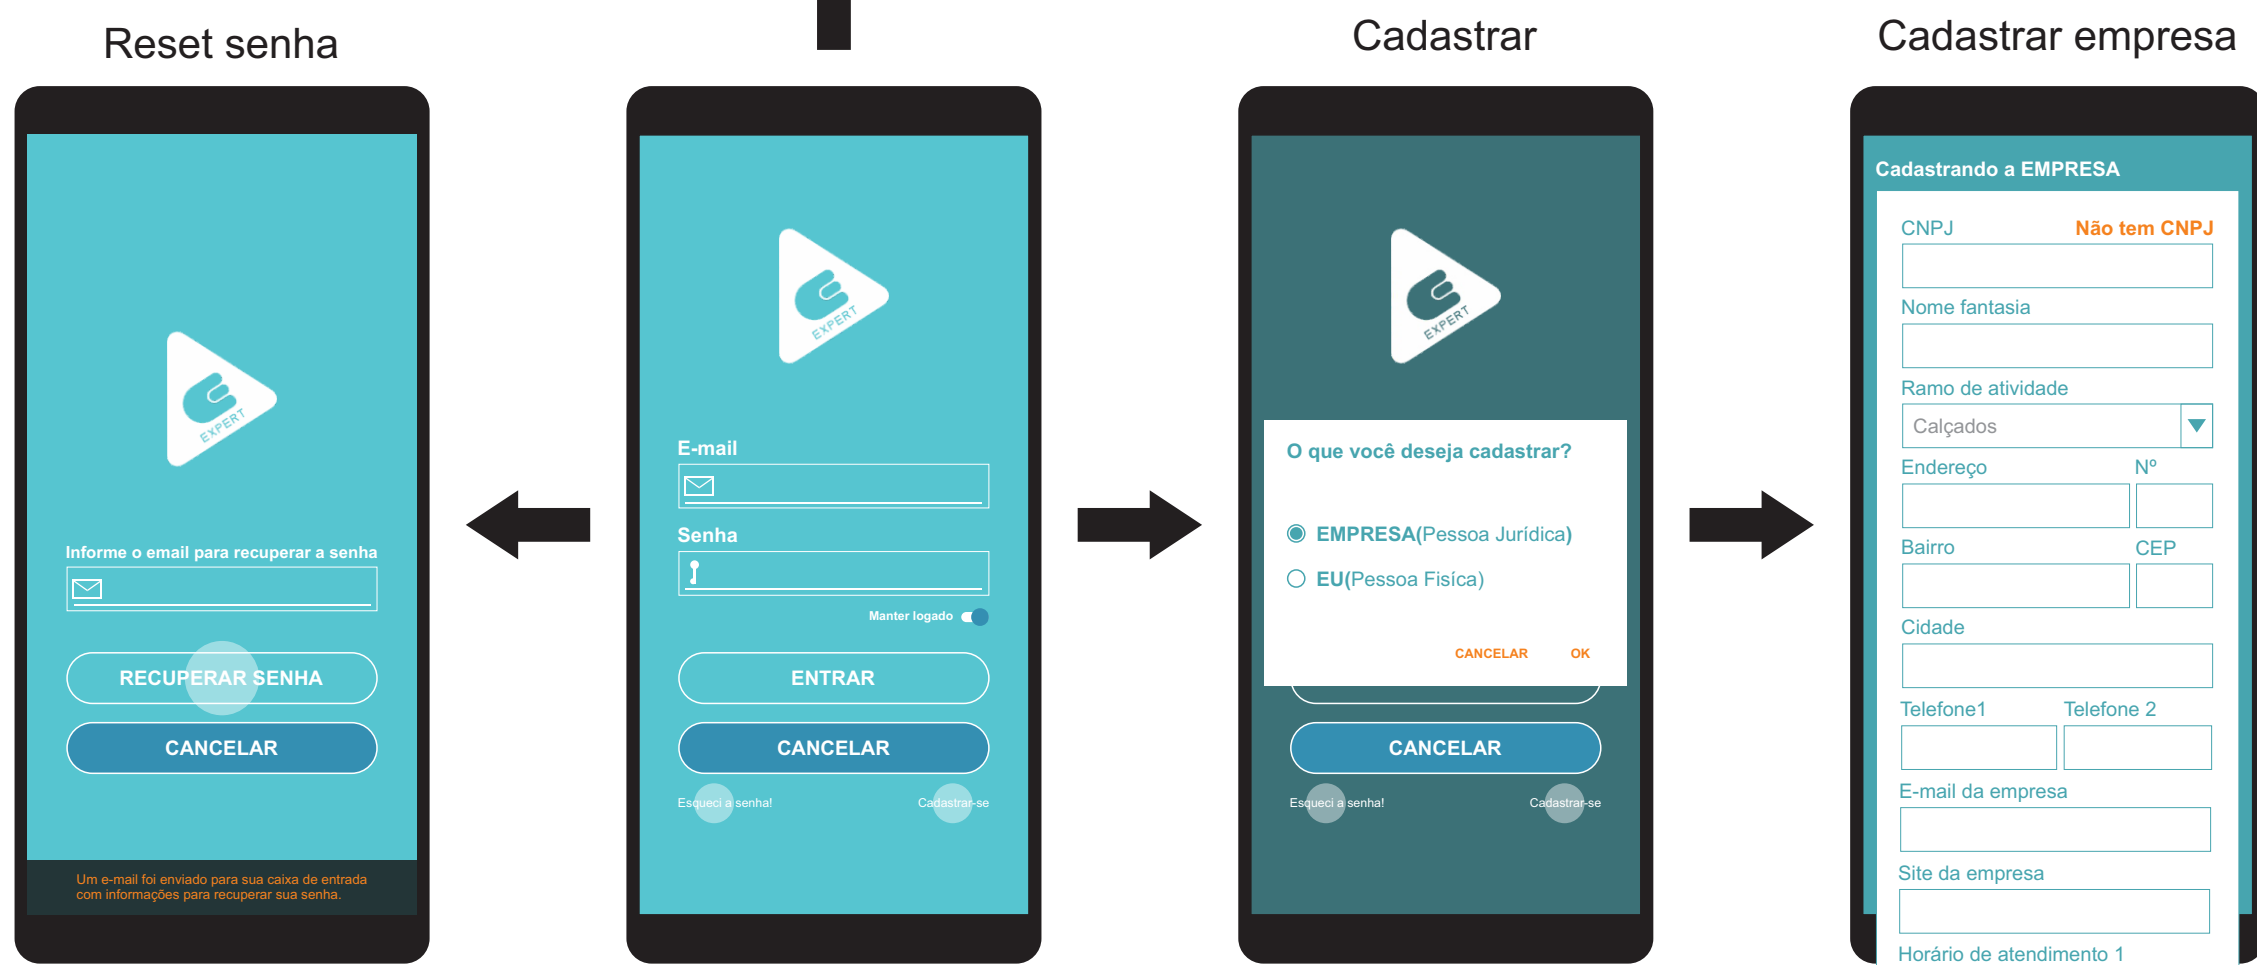 Reset senha
EXPERT
Informe o email para recuperar a senha
RECUPERAR SENHA
CANCELAR
Um e-mail foi enviado para sua caixa de entrada
com informações para recuperar sua senha.
EXPERT
E-mail
Senha
Manter logado
ENTRAR
CANCELAR
Esqueci a senha!
Cadastrar-se
Cadastrar
EXPERT
O que você deseja cadastrar?
EMPRESA(Pessoa Jurídica)
EU(Pessoa Fisíca)
CANCELAR OK
CANCELAR
Esqueci a senha!
Cadastrar-se
Cadastrar empresa
Cadastrando a EMPRESA
CNPJ Não tem CNPJ
Nome fantasia
Ramo de atividade
Calçados
Endereço Nº
Bairro CEP
Cidade
Telefone1 Telefone 2
E-mail da empresa
Site da empresa
Horário de atendimento 1